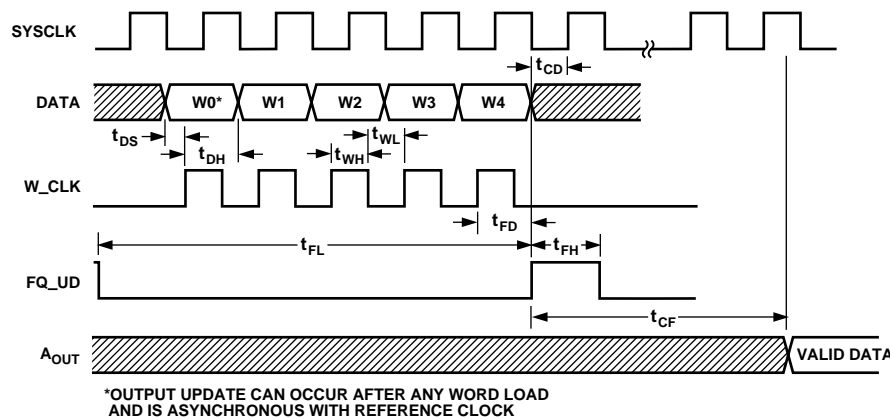 SYSCLK
tCD
DATA
W0* W1 W2 W3 W4
tDS
tDH
tWH
tWL
W_CLK
tFD
tFL
tFH
FQ_UD
tCF
AOUT
VALID DATA
*OUTPUT UPDATE CAN OCCUR AFTER ANY WORD LOAD
AND IS ASYNCHRONOUS WITH REFERENCE CLOCK